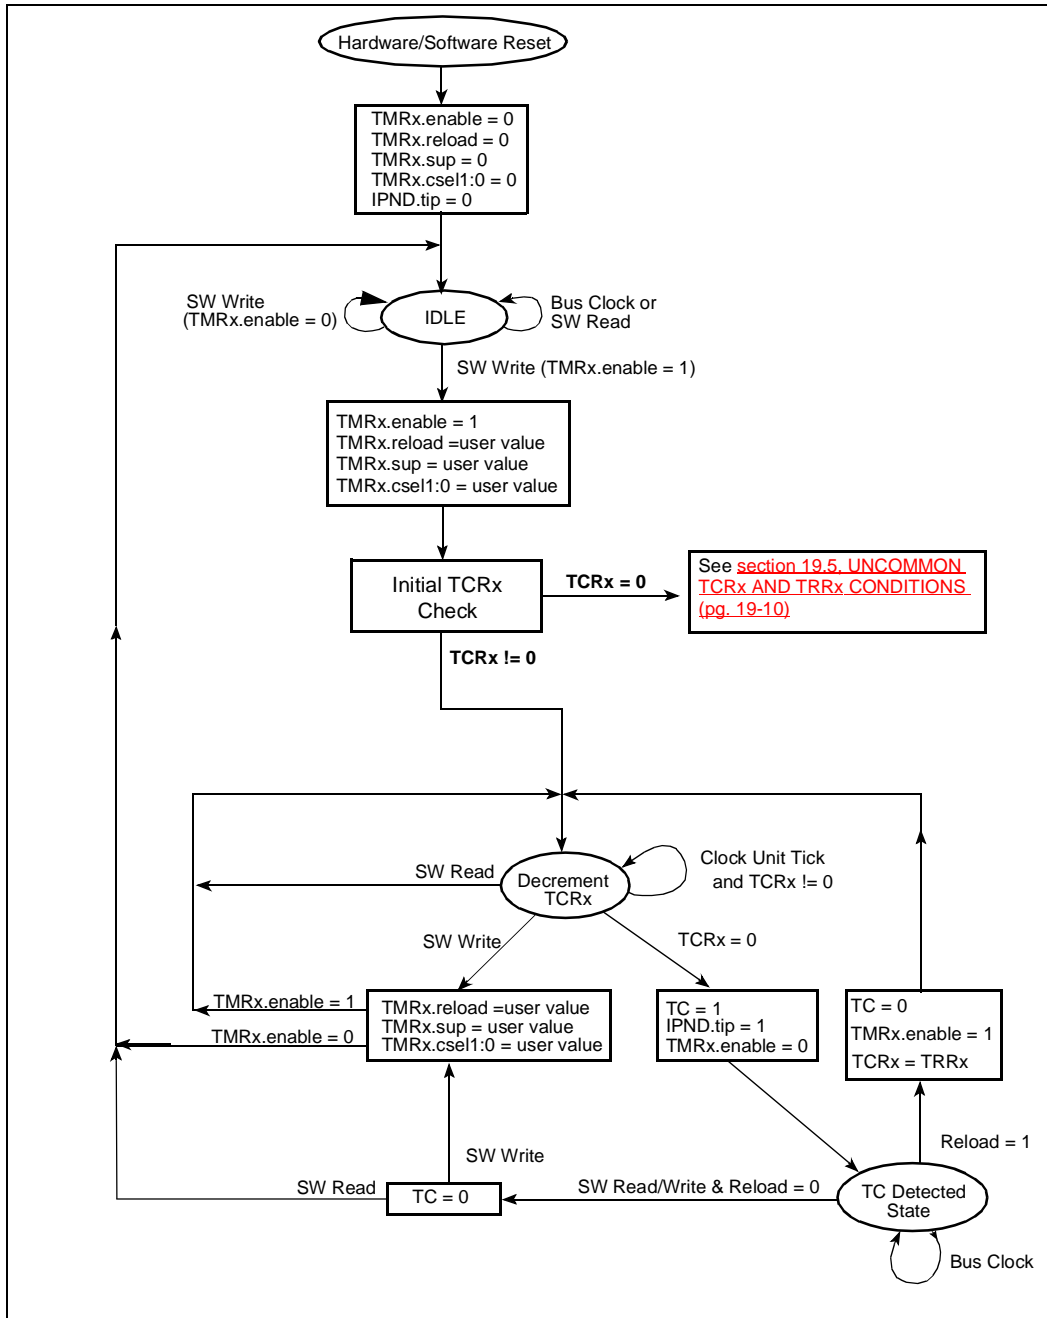 Hardware/Software Reset
TMRx.enable = 0
TMRx.reload = 0
TMRx.sup = 0
TMRx.csel1:0 = 0
IPND.tip = 0
SW Write
(TMRx.enable = 0)
IDLE
Bus Clock or
SW Read
SW Write (TMRx.enable = 1)
TMRx.enable = 1
TMRx.reload =user value
TMRx.sup = user value
TMRx.csel1:0 = user value
Initial TCRx
Check
TCRx = 0
See section 19.5, UNCOMMON
TCRx AND TRRx CONDITIONS
(pg. 19-10)
TCRx != 0
SW Read
Decrement
TCRx
Clock Unit Tick
and TCRx != 0
SW Write
TCRx = 0
TMRx.enable = 1
TMRx.enable = 0
TMRx.reload =user value
TMRx.sup = user value
TMRx.csel1:0 = user value
TC = 1
IPND.tip = 1
TMRx.enable = 0
TC = 0
TMRx.enable = 1
TCRx = TRRx
SW Write
Reload = 1
SW Read
TC = 0
SW Read/Write & Reload = 0
TC Detected
State
Bus Clock